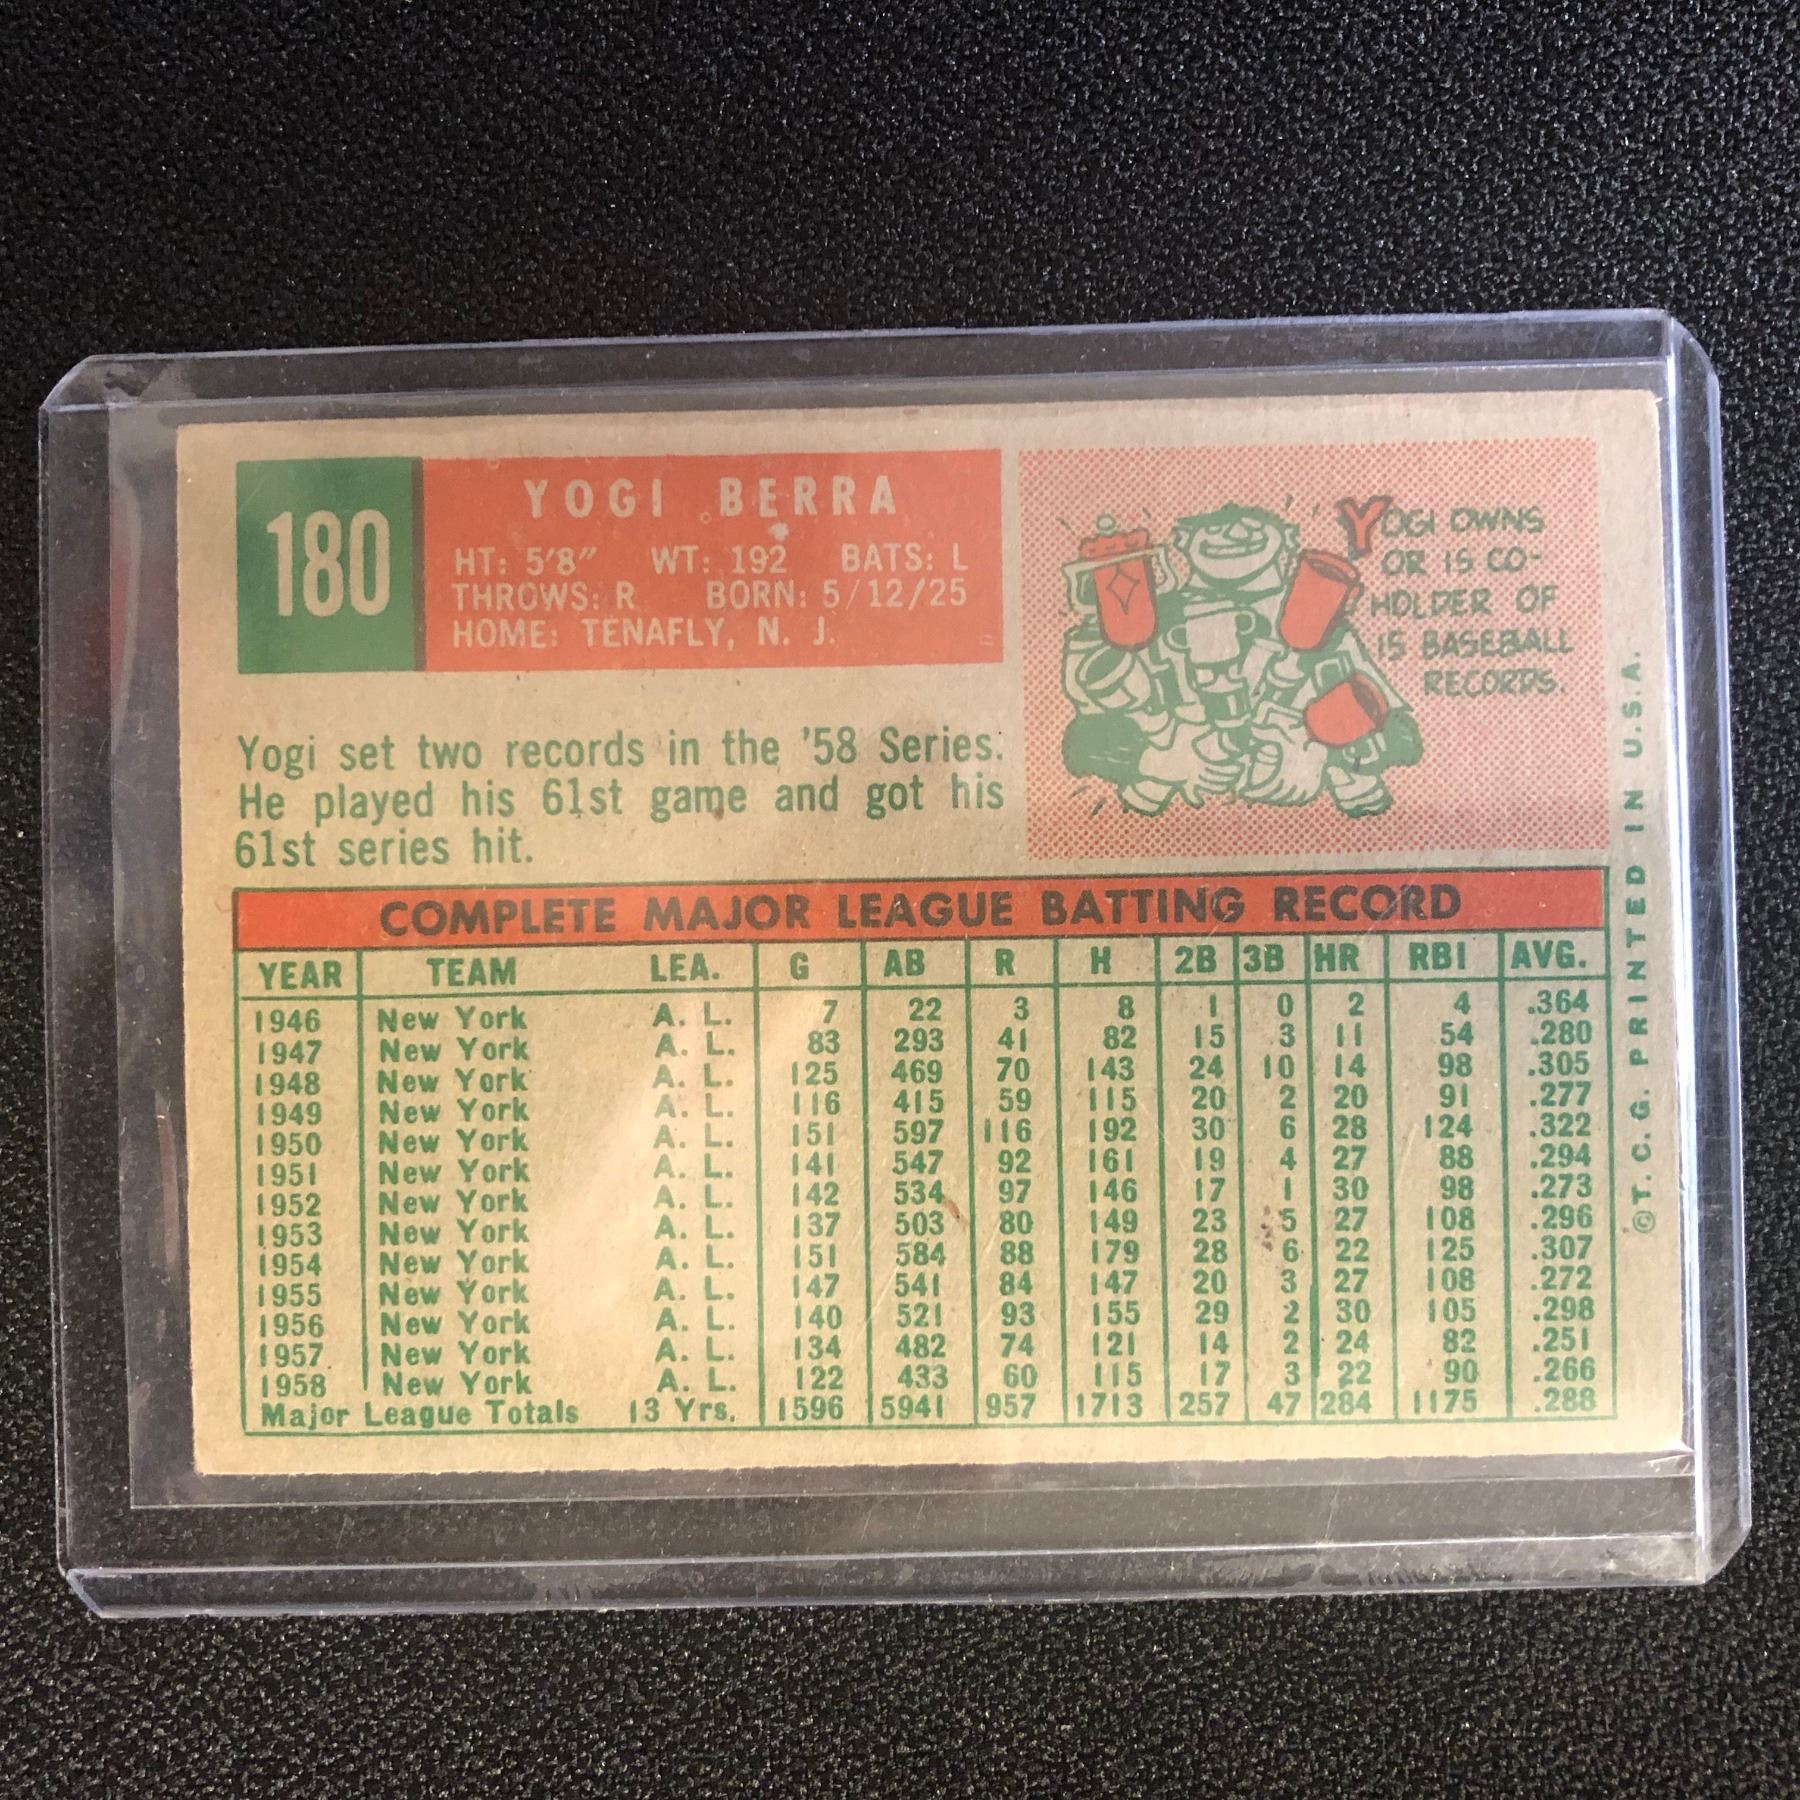 180
YOGI BERRA
HT: 5'8" WT: 192 BATS: L
THROWS: R BORN: 5/12/25
HOME: TENAFLY, N. J.
YOGI OWNS
OR IS CO-
HOLDER OF
15 BASEBALL
RECORDS.
Yogi set two records in the '58 Series.
He played his 61st game and got his
61st series hit.
COMPLETE MAJOR LEAGUE BATTING RECORD
YEAR TEAM LEA. G AB R H 2B 3B HR RBI AVG.
1946 New York A. L. 7 22 3 8 1 0 2 4 .364
1947 New York A. L. 83 293 41 82 15 3 11 54 .280
1948 New York A. L. 125 469 70 143 24 10 14 98 .305
1949 New York A. L. 116 415 59 115 20 2 20 91 .277
1950 New York A. L. 151 597 116 192 30 6 28 124 .322
1951 New York A. L. 141 547 92 161 19 4 27 88 .294
1952 New York A. L. 142 534 97 146 17 1 30 98 .273
1953 New York A. L. 137 503 80 149 23 5 27 108 .296
1954 New York A. L. 151 584 88 179 28 6 22 125 .307
1955 New York A. L. 147 541 84 147 20 3 27 108 .272
1956 New York A. L. 140 521 93 155 29 2 30 105 .298
1957 New York A. L. 134 482 74 121 14 2 24 82 .251
1958 New York A. L. 122 433 60 115 17 3 22 90 .266
Major League Totals 13 Yrs. 1596 5941 957 1713 257 47 284 1175 .288
©T. C. G. PRINTED IN U.S.A.